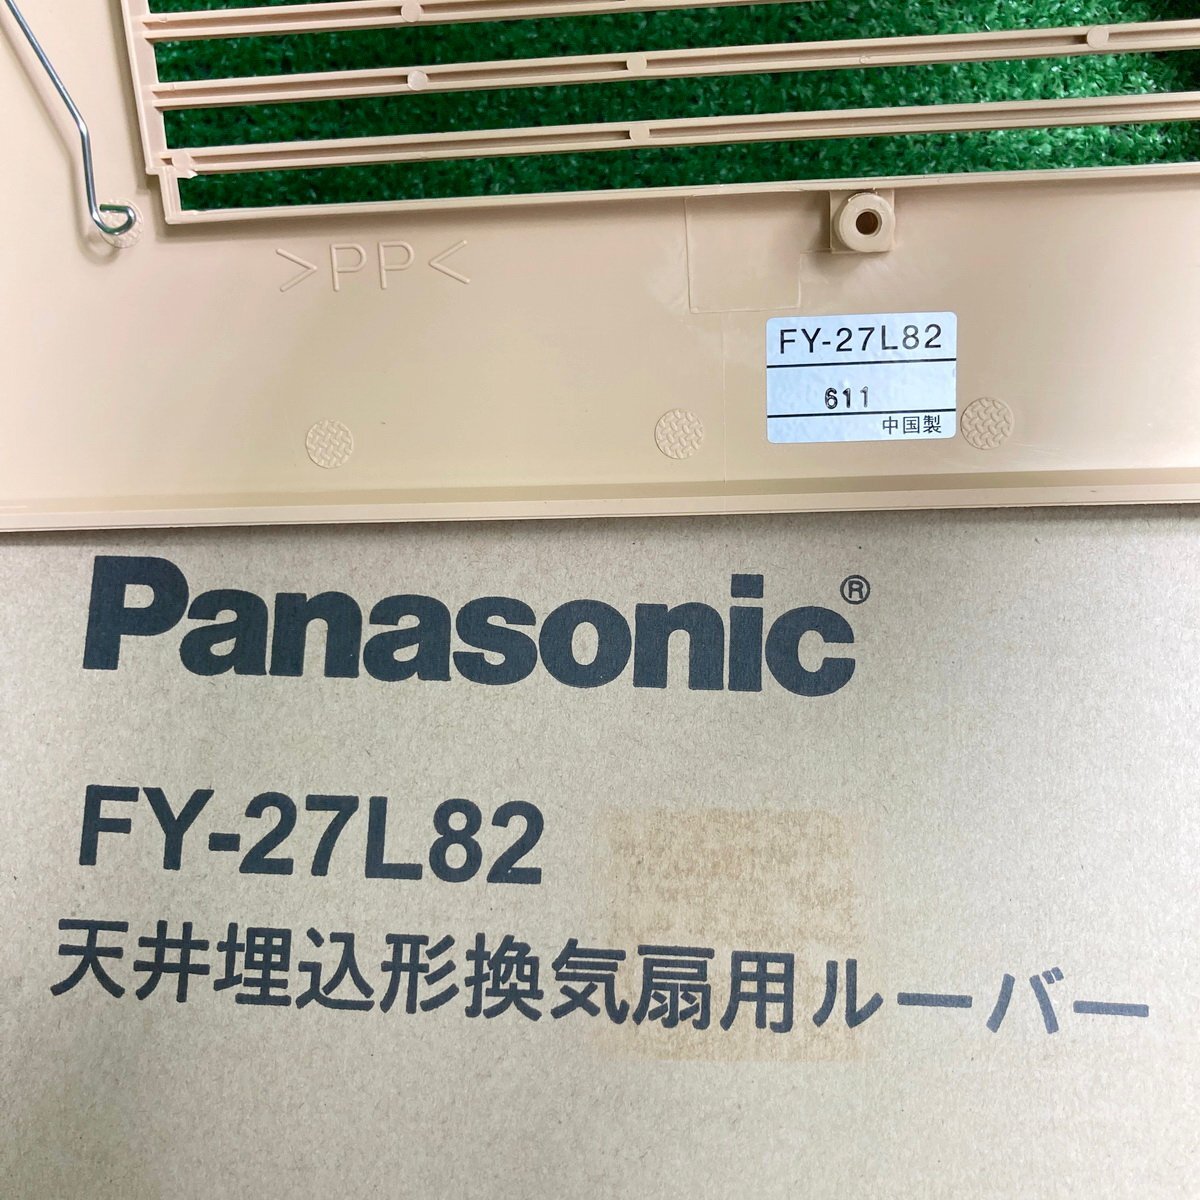 >PP<
FY-27L82
611
中国製
Panasonic®
FY-27L82
天井埋込形換気扇用ルーバー